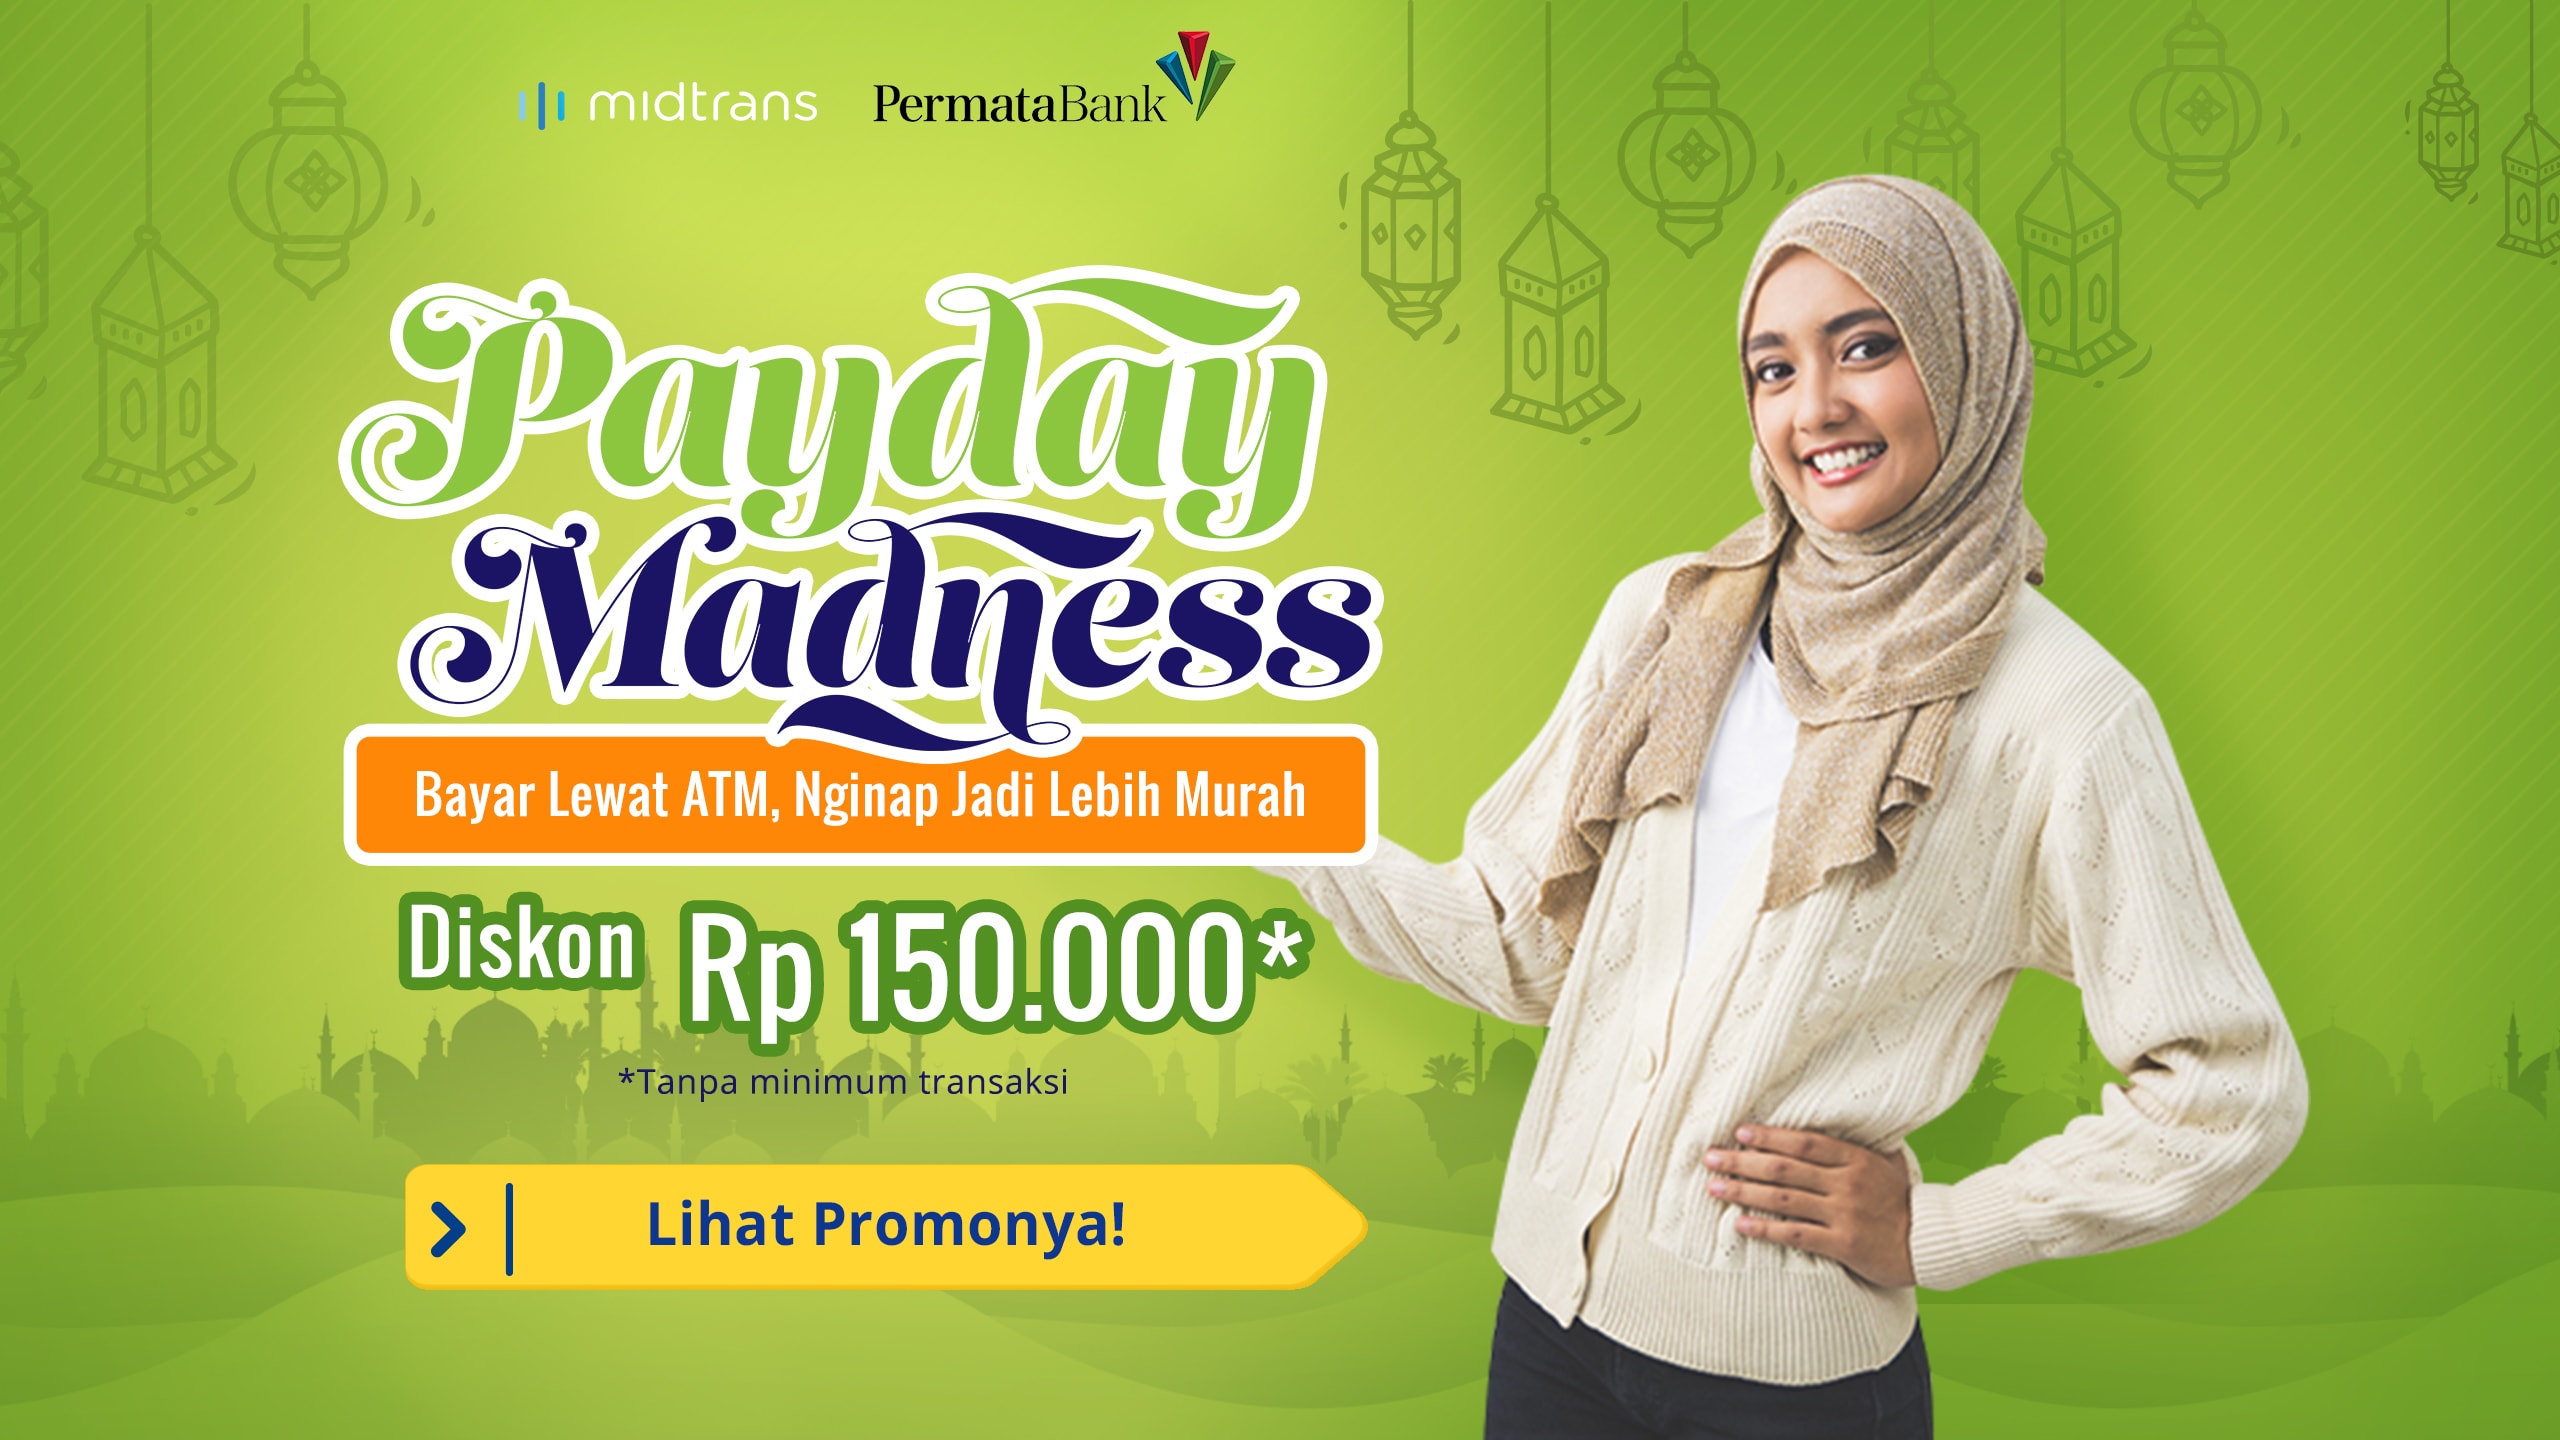 midtrans PermataBank
Payday
Madness
Bayar Lewat ATM, Nginap Jadi Lebih Murah
Diskon Rp 150.000*
*Tanpa minimum transaksi
Lihat Promonya!